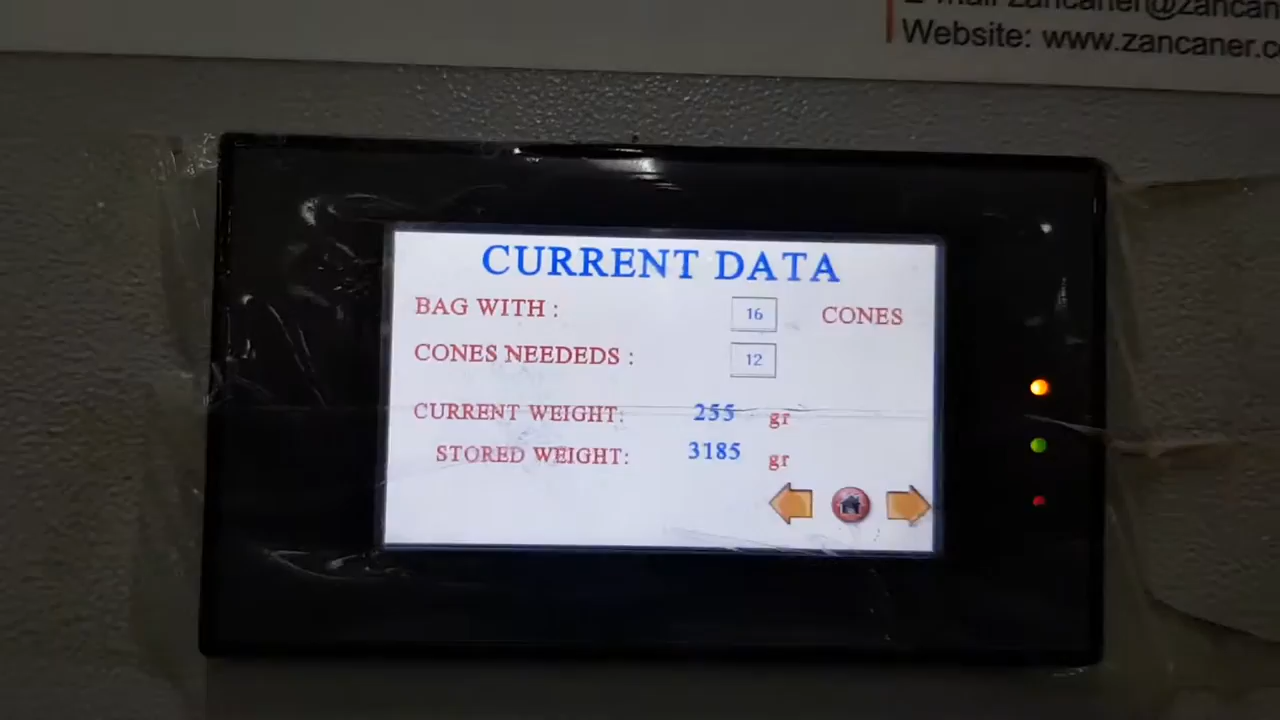 Website: www.zancaner.c
CURRENT DATA
BAG WITH : 16 CONES
CONES NEEDEDS : 12
CURRENT WEIGHT: 255 gr
STORED WEIGHT: 3185 gr